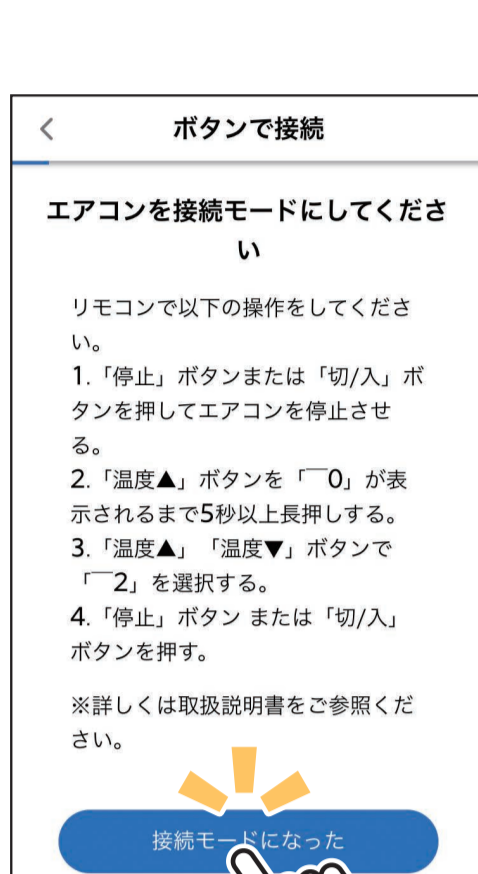 ボタンで接続
エアコンを接続モードにしてくださ
い
リモコンで以下の操作をしてくださ
い。
1.「停止」ボタンまたは「切/入」ボ
タンを押してエアコンを停止させ
る。
2.「温度▲」ボタンを「‾0」が表
示されるまで5秒以上長押しする。
3.「温度▲」「温度▼」ボタンで
「‾2」を選択する。
4.「停止」ボタン または「切/入」
ボタンを押す。
※詳しくは取扱説明書をご参照くだ
さい。
接続モードになった